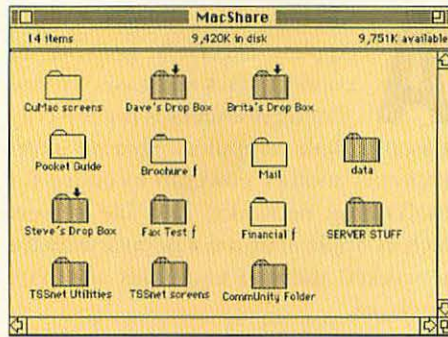 MacShare
14 items 9,420K in disk 9,751K available
CuMac screens Dave's Drop Box Brita's Drop Box
Pocket Guide Brochure ƒ Mail data
Steve's Drop Box Fax Test ƒ Financial ƒ SERVER STUFF
TSSnet Utilities TSSnet screens CommUnity Folder